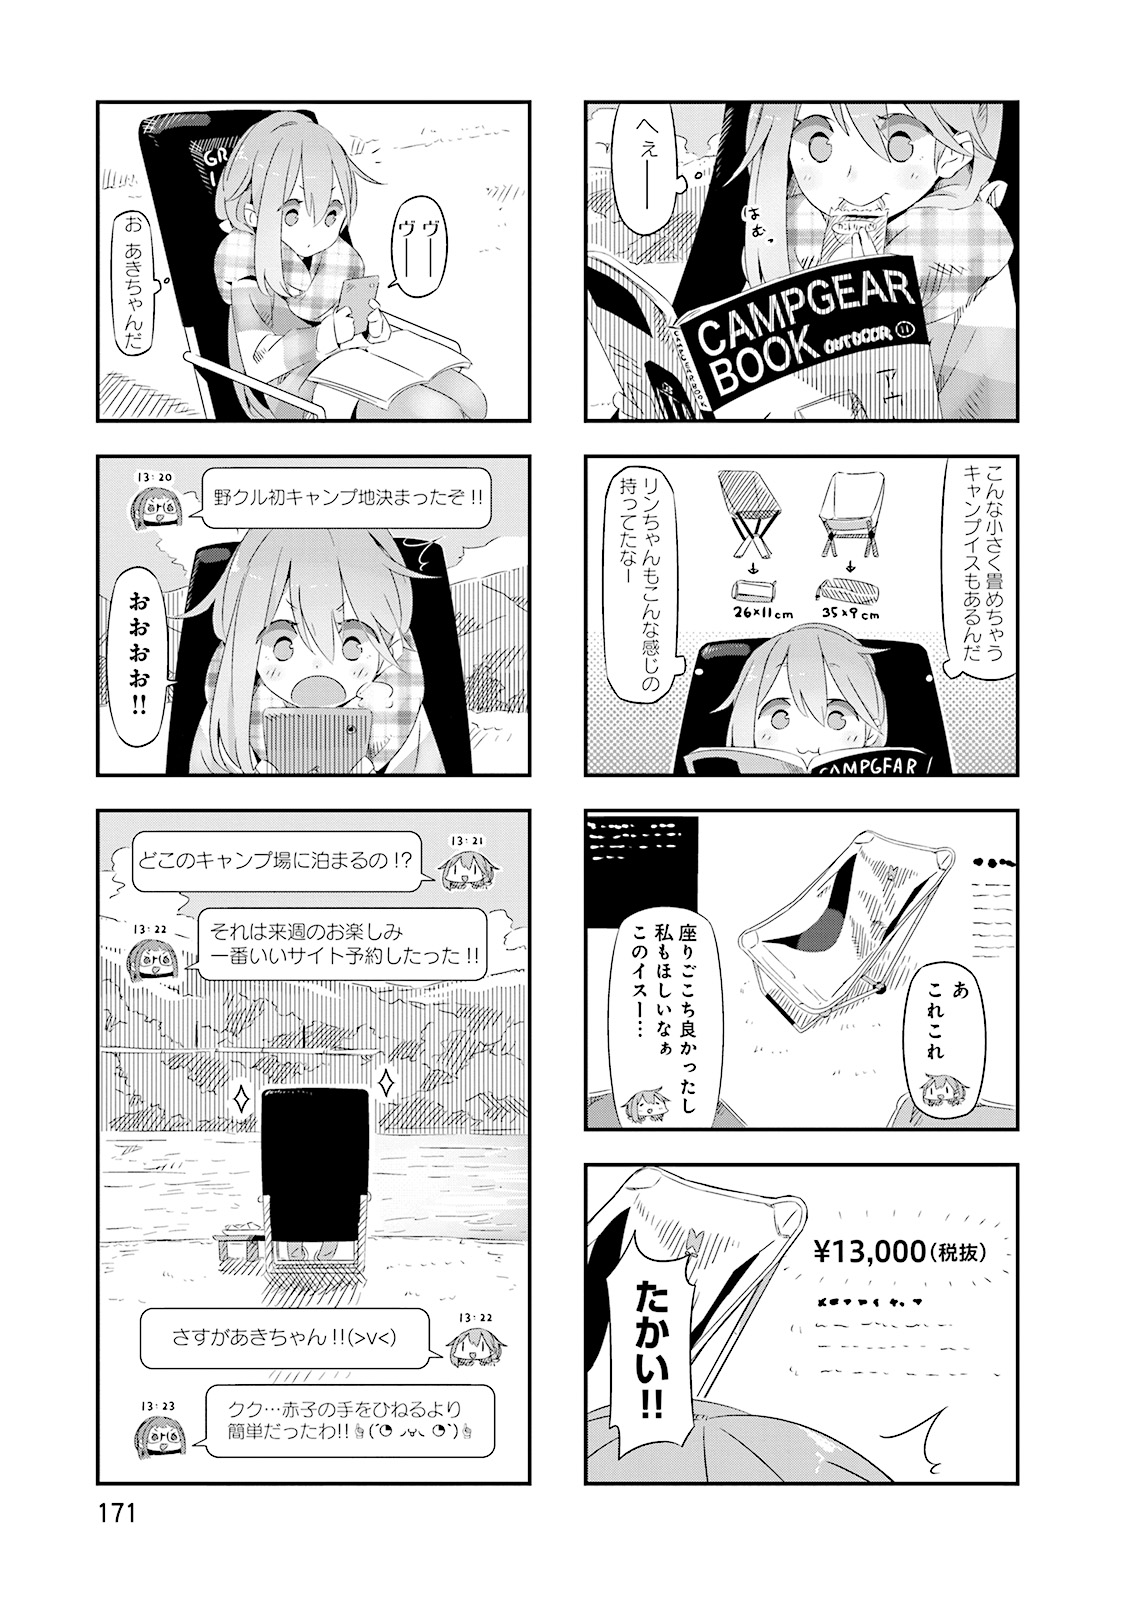 へぇーー
はむっ
CAMPGEAR
BOOK OUTDOOR
こんな小さく畳めちゃう
キャンプイスもあるんだ
26×11cm
35×9cm
リンちゃんもこんな感じの
持ってたなー
CAMPGEAR
あ
これこれ
座りごこち良かったし
私もほしいなぁ
このイスー…
¥13,000(税抜)
たかい!!
GR
ヴーー
ヴーー
お あきちゃんだ
13:20
野クル初キャンプ地決まったぞ!!
おおおお!!
13:21
どこのキャンプ場に泊まるの!?
13:22
それは来週のお楽しみ
一番いいサイト予約したった!!
13:22
さすがあきちゃん!!(>v<)
13:23
クク…赤子の手をひねるより
簡単だったわ!!
171